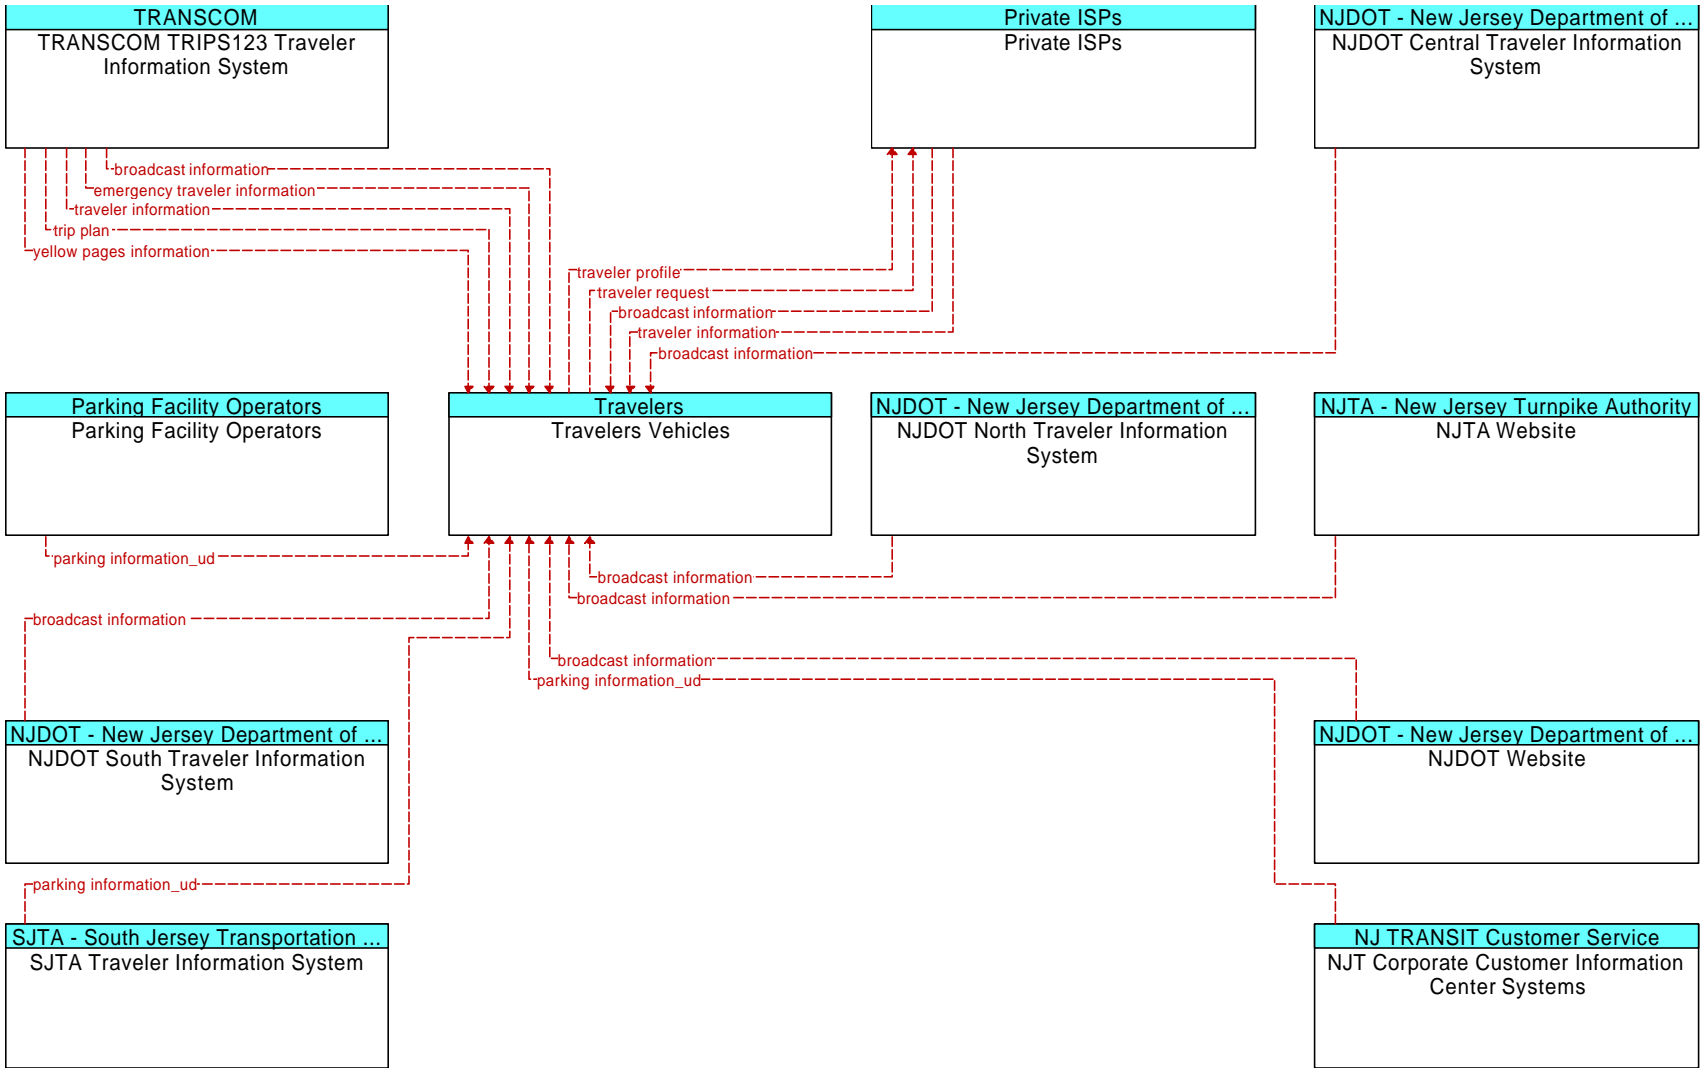 TRANSCOM
TRANSCOM TRIPS123 Traveler
Information System
Private ISPs
Private ISPs
NJDOT - New Jersey Department of ...
NJDOT Central Traveler Information
System
broadcast information
emergency traveler information
traveler information
trip plan
yellow pages information
traveler profile
traveler request
broadcast information
traveler information
broadcast information
Parking Facility Operators
Parking Facility Operators
Travelers
Travelers Vehicles
NJDOT - New Jersey Department of ...
NJDOT North Traveler Information
System
NJTA - New Jersey Turnpike Authority
NJTA Website
parking information_ud
broadcast information
broadcast information
broadcast information
broadcast information
parking information_ud
NJDOT - New Jersey Department of ...
NJDOT South Traveler Information
System
NJDOT - New Jersey Department of ...
NJDOT Website
parking information_ud
SJTA - South Jersey Transportation ...
SJTA Traveler Information System
NJ TRANSIT Customer Service
NJT Corporate Customer Information
Center Systems